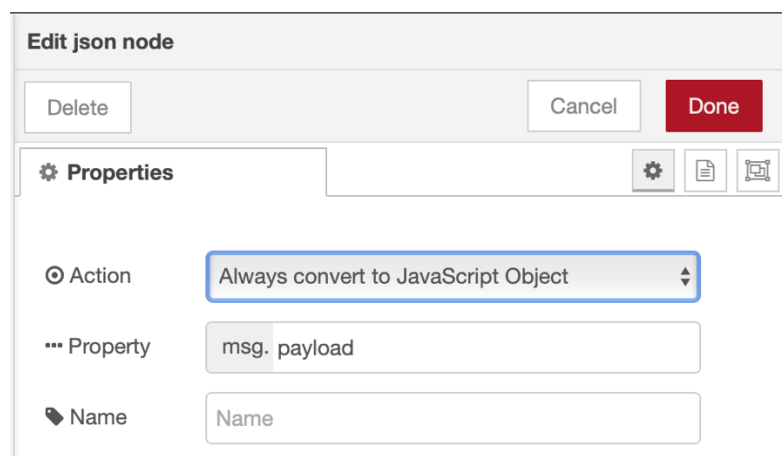 Edit json node
Delete Cancel Done
Properties
Action Always convert to JavaScript Object
Property msg. payload
Name Name